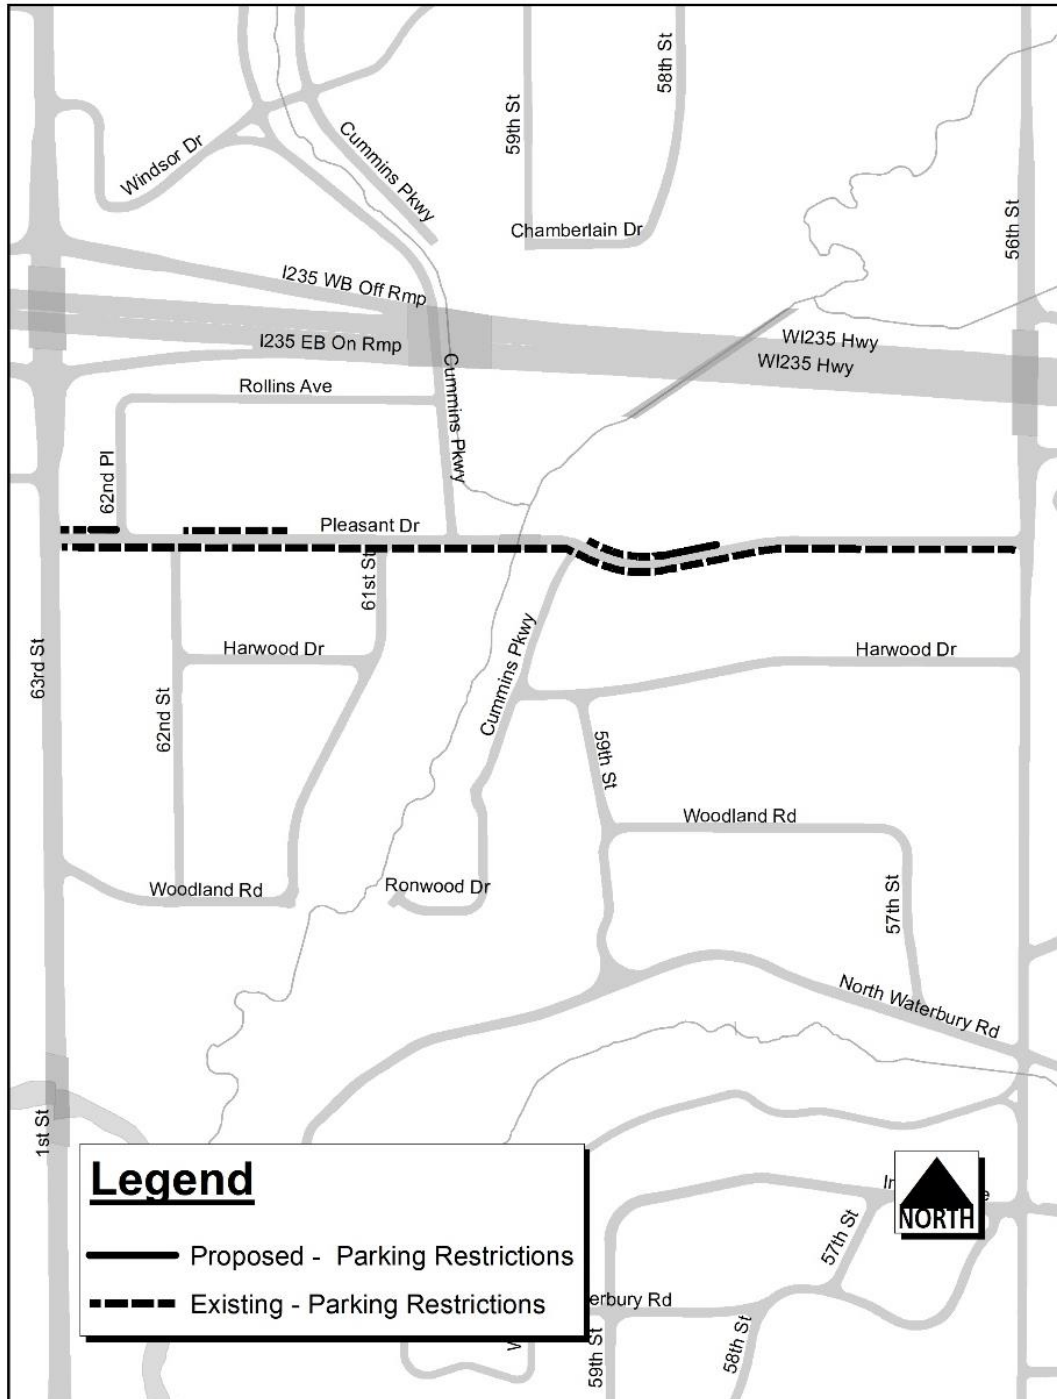 58th St
59th St
Cummins Pkwy
Windsor Dr
56th St
Chamberlain Dr
I235 WB Off Rmp
WI235 Hwy
I235 EB On Rmp
WI235 Hwy
Rollins Ave
Cummins Pkwy
62nd Pl
Pleasant Dr
61st St
Harwood Dr
Harwood Dr
63rd St
62nd St
Cummins Pkwy
59th St
Woodland Rd
Woodland Rd
Ronwood Dr
57th St
North Waterbury Rd
1st St
Legend
Proposed - Parking Restrictions
Existing - Parking Restrictions
NORTH
57th St
erbury Rd
59th St
58th St